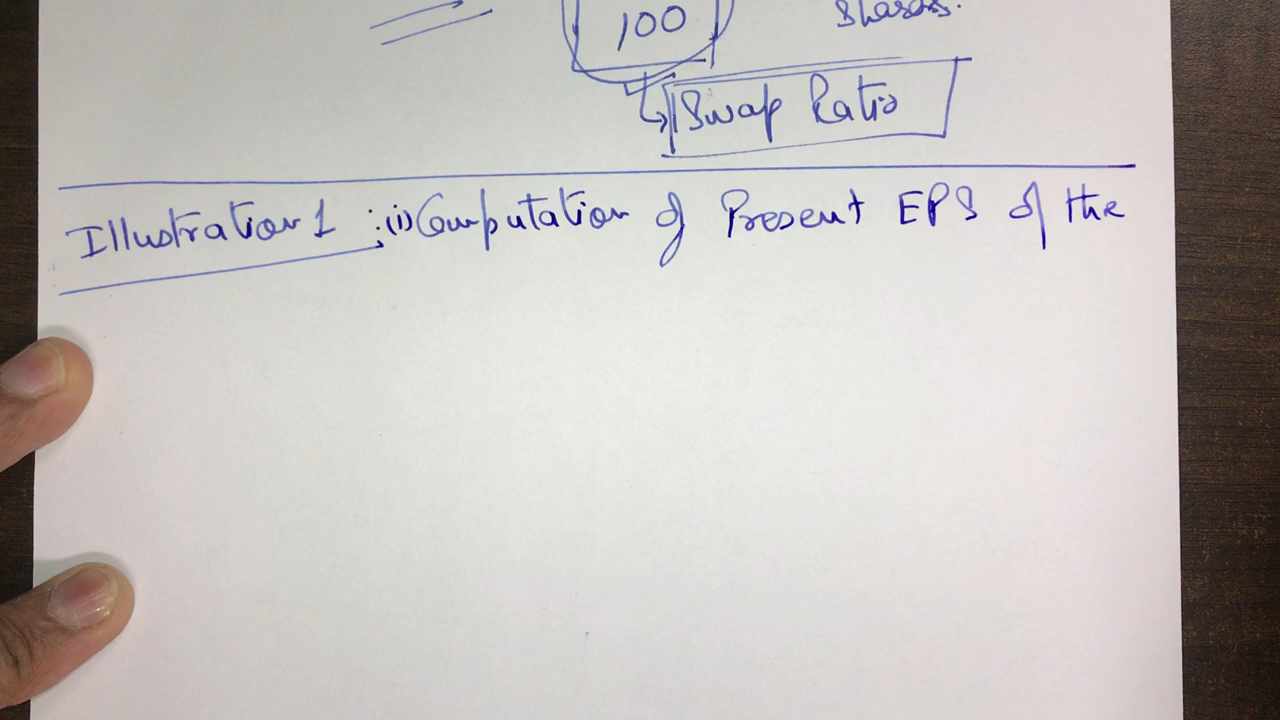 100 Shares.
Swap Ratio
Illustration 1 : (i) Computation of Present EPS of the